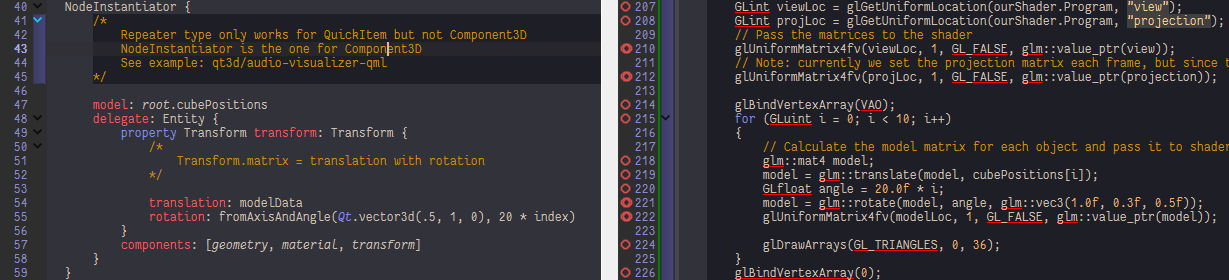 40 NodeInstantiator {
41 /*
42 Repeater type only works for QuickItem but not Component3D
43 NodeInstantiator is the one for Component3D
44 See example: qt3d/audio-visualizer-qml
45 */
46
47 model: root.cubePositions
48 delegate: Entity {
49 property Transform transform: Transform {
50 /*
51 Transform.matrix = translation with rotation
52 */
53
54 translation: modelData
55 rotation: fromAxisAndAngle(Qt.vector3d(.5, 1, 0), 20 * index)
56 }
57 components: [geometry, material, transform]
58 }
59 }
207 GLint viewLoc = glGetUniformLocation(ourShader.Program, "view");
208 GLint projLoc = glGetUniformLocation(ourShader.Program, "projection");
209 // Pass the matrices to the shader
210 glUniformMatrix4fv(viewLoc, 1, GL_FALSE, glm::value_ptr(view));
211 // Note: currently we set the projection matrix each frame, but since t
212 glUniformMatrix4fv(projLoc, 1, GL_FALSE, glm::value_ptr(projection));
213
214 glBindVertexArray(VAO);
215 for (GLuint i = 0; i < 10; i++)
216 {
217 // Calculate the model matrix for each object and pass it to shader
218 glm::mat4 model;
219 model = glm::translate(model, cubePositions[i]);
220 GLfloat angle = 20.0f * i;
221 model = glm::rotate(model, angle, glm::vec3(1.0f, 0.3f, 0.5f));
222 glUniformMatrix4fv(modelLoc, 1, GL_FALSE, glm::value_ptr(model));
223
224 glDrawArrays(GL_TRIANGLES, 0, 36);
225 }
226 glBindVertexArray(0);